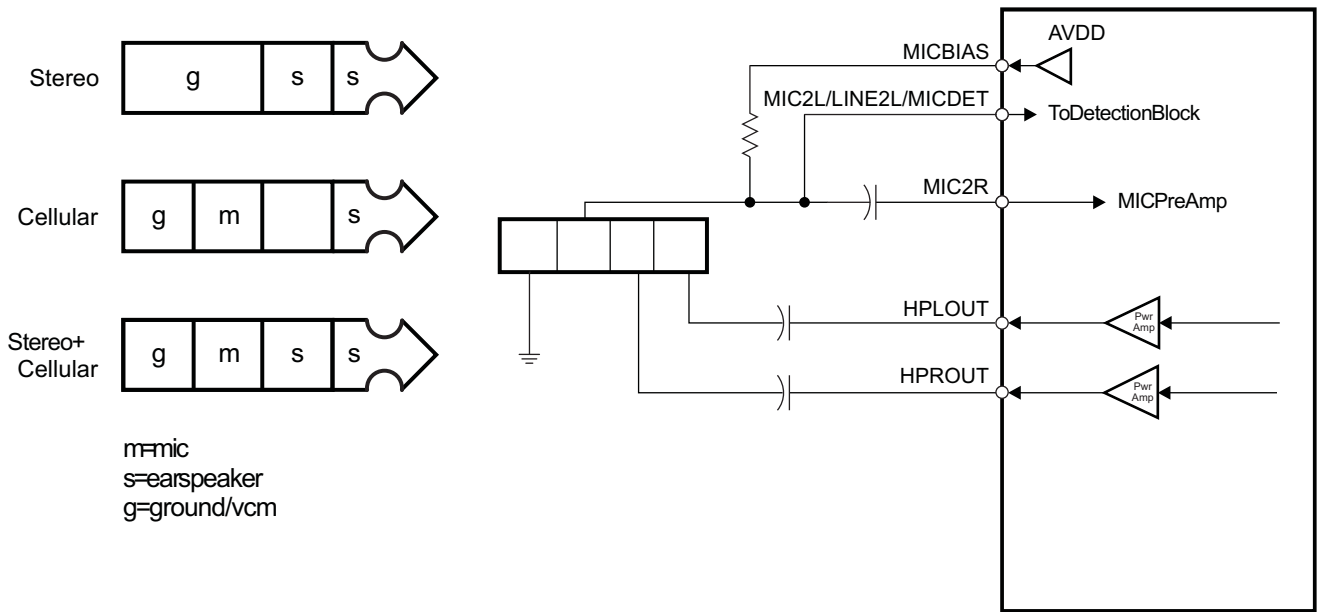 Stereo
g s s
Cellular
g m s
Stereo+
Cellular
g m s s
m=mic
s=earspeaker
g=ground/vcm
MICBIAS
AVDD
MIC2L/LINE2L/MICDET
ToDetectionBlock
MIC2R
MICPreAmp
HPLOUT
Pwr
Amp
HPROUT
Pwr
Amp